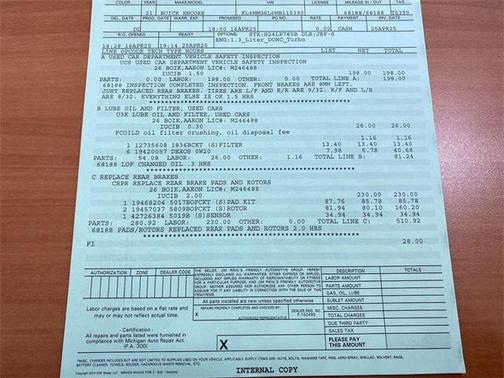 COLOR YEAR MAKE/MODEL VIN LICENSE MILEAGE IN / OUT TAG
21 BUICK ENCORE 68188/68188 T5390
DEL. DATE PROD. DATE WARR. EXP. PROMISED PO NO. RATE PAYMENT INV. DATE
18:00 16APR25 0.00 CASH 25APR25
R.O. OPENED READY OPTIONS: STK:H24LP785B
ENG:1.3_Liter_DOHC_Turbo
14:28 16APR25 19:14 25APR25
LINE OPCODE TECH TYPE HOURS LIST NET TOTAL
A USED CAR DEPARTMENT VEHICLE SAFETY INSPECTION
UCS USED CAR DEPARTMENT VEHICLE SAFETY INSPECTION
26 BOIK,AARON LIC#: M246488
IUCIB 1.50 198.00 198.00
PARTS: 0.00 LABOR: 198.00 OTHER: 0.00 TOTAL LINE A: 198.00
68188 INSPECTION COMPLETED INSPECTION. FRONT BRAKES ARE 8MM LEFT.
JUST REPLACED REAR BRAKES. TIRES ARE L/F AND R/R ARE 9/32. R/F AND L/R
ARE 8/32. EVERYTHING ELSE IS OK 1.5 HRS
B LUBE OIL AND FILTER, USED CARS
U3K LUBE OIL AND FILTER, USED CARS
26 BOIK,AARON LIC#: M246488
IUCIB 0.30 26.00 26.00
FCOILD oil filter crushing, oil disposal fee
1.16 1.16
1 12735608 1836BCKT (S)FILTER 13.40 13.40 13.40
6 19420057 DEXOS 0W20 7.98 6.78 40.68
PARTS: 54.08 LABOR: 26.00 OTHER: 1.16 TOTAL LINE B: 81.24
68188 LOF CHANGED OIL .3 HRS
C REPLACE REAR BRAKES
CRPR REPLACE REAR BRAKE PADS AND ROTORS
26 BOIK,AARON LIC#: M246488
IUCIB 2.00 230.00 230.00
1 19468204 5017BOPCKT (S)PAD KIT 87.76 85.78 85.78
2 19457037 5809BOPCKT (S)ROTOR 81.94 80.10 160.20
1 42726384 5019B (S)SENSOR 34.94 34.94 34.94
PARTS: 280.92 LABOR: 230.00 OTHER: 0.00 TOTAL LINE C: 510.92
68188 PADS/ROTORS REPLACED REAR PADS AND ROTORS 2.0 HRS
FI 28.00
AUTHORIZATION ZONE DEALER CODE
DESCRIPTION TOTALS
LABOR AMOUNT
PARTS AMOUNT
GAS, OIL, LUBE
All parts installed are new unless specified otherwise
SUBLET AMOUNT
Labor charges are based on a flat rate and
may or may not reflect actual time.
MISC. CHARGES
TOTAL CHARGES
DUE THIRD PARTY
SALES TAX
- Certification -
All repairs and parts listed were furnished in
compliance with Michigan Auto Repair Act.
(P.A. 300)
X
PLEASE PAY
THIS AMOUNT
INTERNAL COPY